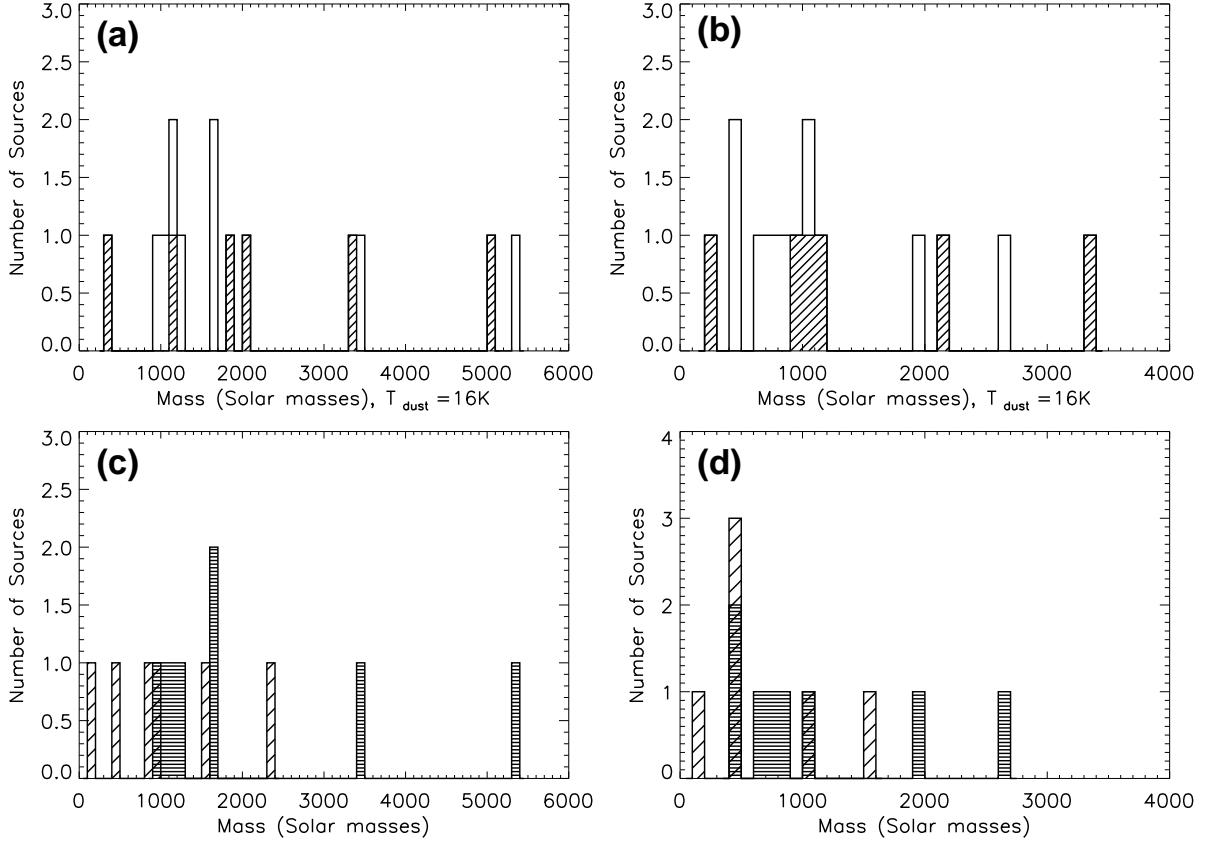 (a)
3.0
2.5
2.0
1.5
1.0
0.5
0.0
Number of Sources
0 1000 2000 3000 4000 5000 6000
Mass (Solar masses), T dust =16K
(b)
3.0
2.5
2.0
1.5
1.0
0.5
0.0
Number of Sources
0 1000 2000 3000 4000
Mass (Solar masses), T dust =16K
(c)
3.0
2.5
2.0
1.5
1.0
0.5
0.0
Number of Sources
0 1000 2000 3000 4000 5000 6000
Mass (Solar masses)
(d)
4
3
2
1
0
Number of Sources
0 1000 2000 3000 4000
Mass (Solar masses)